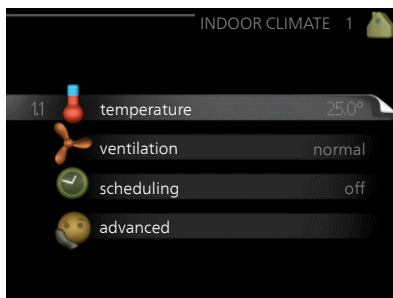 INDOOR CLIMATE 1
1.1 temperature 25.0°
ventilation normal
scheduling off
advanced